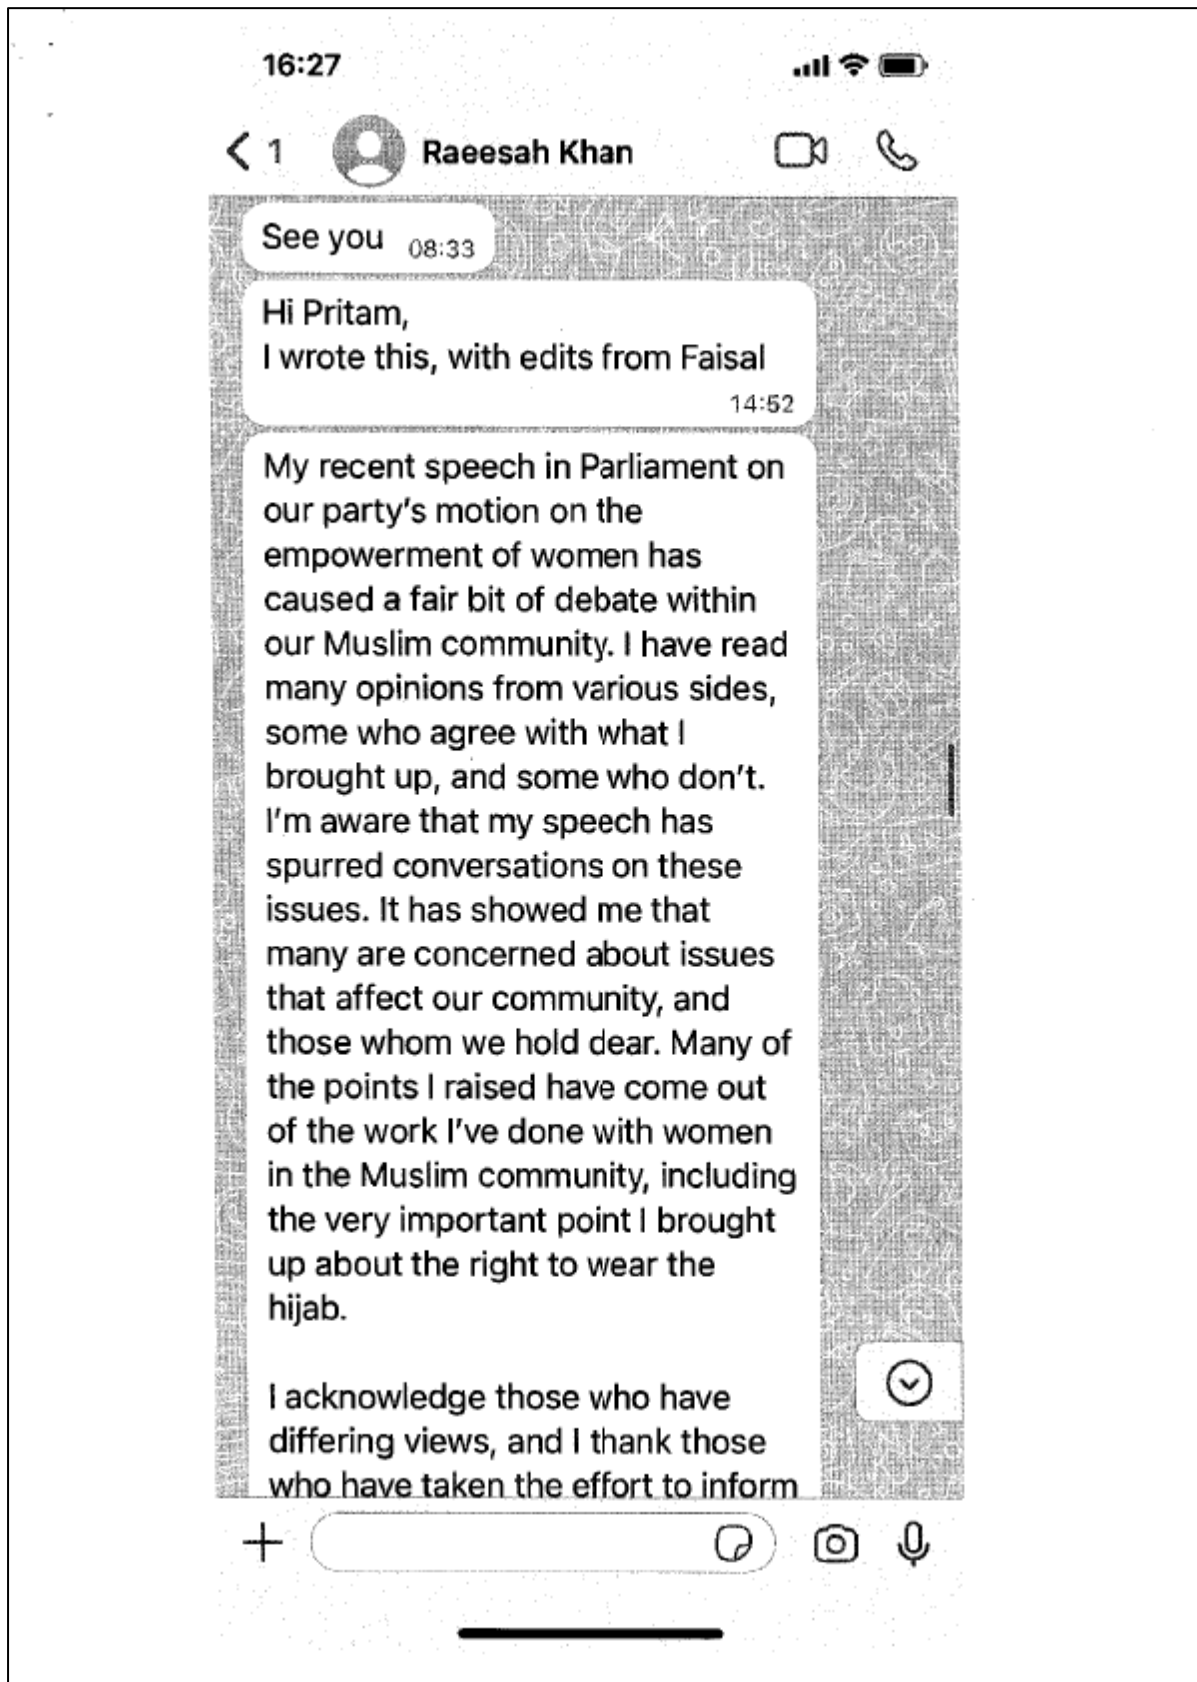 16:27
1 Raeesah Khan
See you 08:33
Hi Pritam,
I wrote this, with edits from Faisal
14:52
My recent speech in Parliament on
our party's motion on the
empowerment of women has
caused a fair bit of debate within
our Muslim community. I have read
many opinions from various sides,
some who agree with what I
brought up, and some who don't.
I'm aware that my speech has
spurred conversations on these
issues. It has showed me that
many are concerned about issues
that affect our community, and
those whom we hold dear. Many of
the points I raised have come out
of the work I've done with women
in the Muslim community, including
the very important point I brought
up about the right to wear the
hijab.
I acknowledge those who have
differing views, and I thank those
who have taken the effort to inform